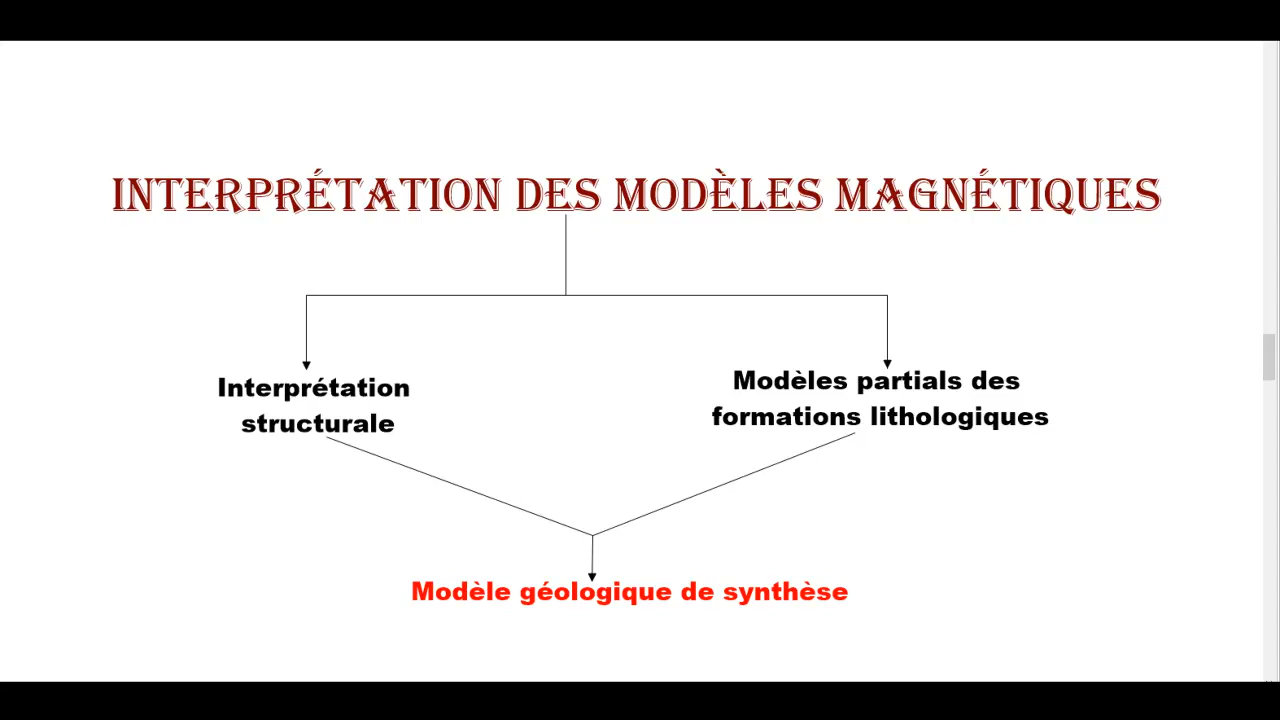 INTERPRÉTATION DES MODÈLES MAGNÉTIQUES
Interprétation
structurale
Modèles partials des
formations lithologiques
Modèle géologique de synthèse